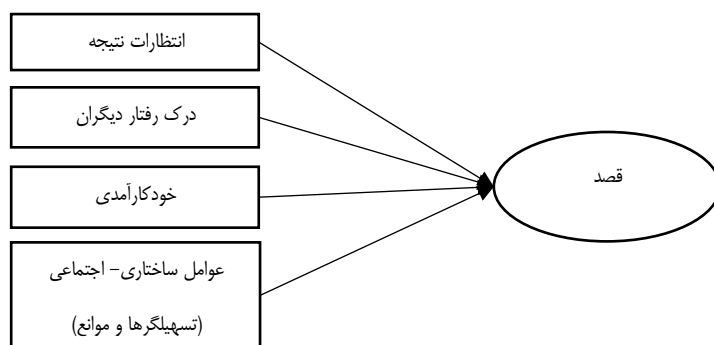 انتظارات نتیجه
درک رفتار دیگران
خودکارآمدی
عوامل ساختاری- اجتماعی
(تسهیلگرها و موانع)
قصد